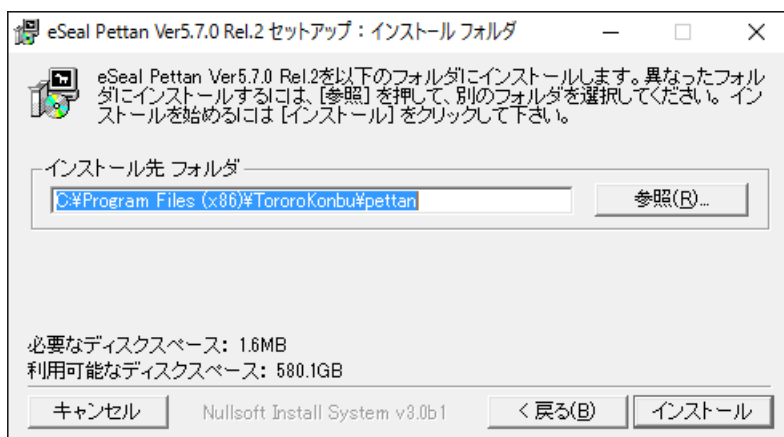 eSeal Pettan Ver5.7.0 Rel.2 セットアップ：インストール フォルダ
eSeal Pettan Ver5.7.0 Rel.2を以下のフォルダにインストールします。異なったフォル
ダにインストールするには、[参照] を押して、別のフォルダを選択してください。 イン
ストールを始めるには [インストール] をクリックして下さい。
インストール先 フォルダ
C:¥Program Files (x86)¥TororoKonbu¥pettan
参照(R)...
必要なディスクスペース: 1.6MB
利用可能なディスクスペース: 580.1GB
キャンセル
Nullsoft Install System v3.0b1
< 戻る(B)
インストール